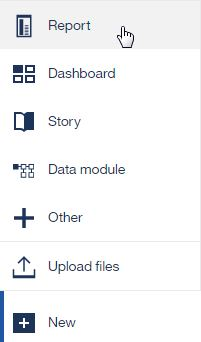 Report
Dashboard
Story
Data module
Other
Upload files
New